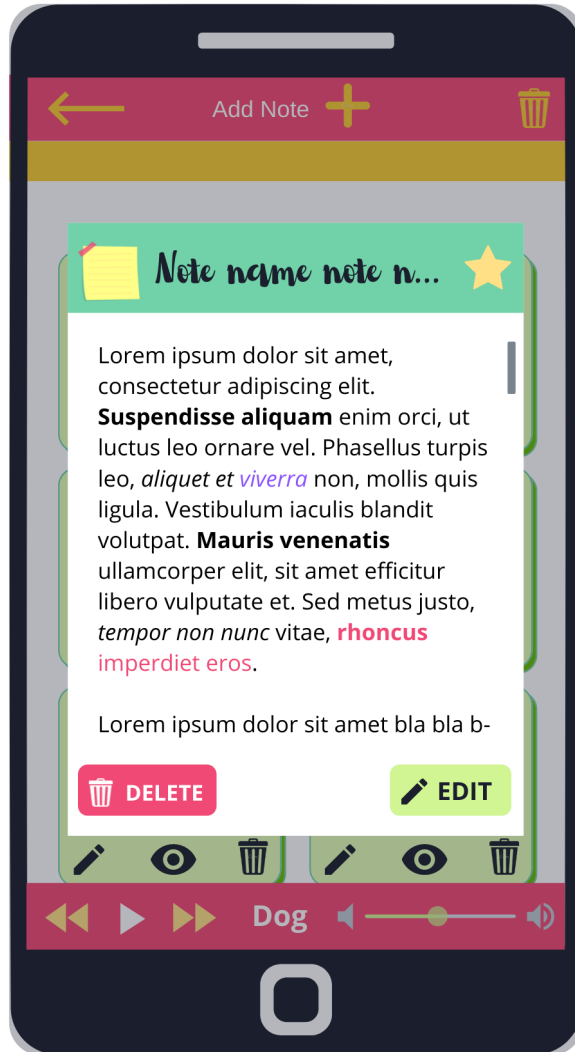 Add Note
Note name note n...
Lorem ipsum dolor sit amet,
consectetur adipiscing elit.
Suspendisse aliquam enim orci, ut
luctus leo ornare vel. Phasellus turpis
leo, aliquet et viverra non, mollis quis
ligula. Vestibulum iaculis blandit
volutpat. Mauris venenatis
ullamcorper elit, sit amet efficitur
libero vulputate et. Sed metus justo,
tempor non nunc vitae, rhoncus
imperdiet eros.
Lorem ipsum dolor sit amet bla bla b-
DELETE
EDIT
Dog